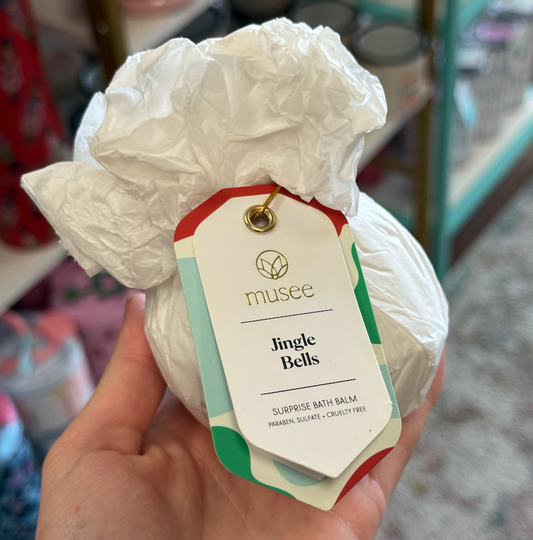 musee
Jingle
Bells
SURPRISE BATH BALM
PARABEN, SULFATE + CRUELTY FREE